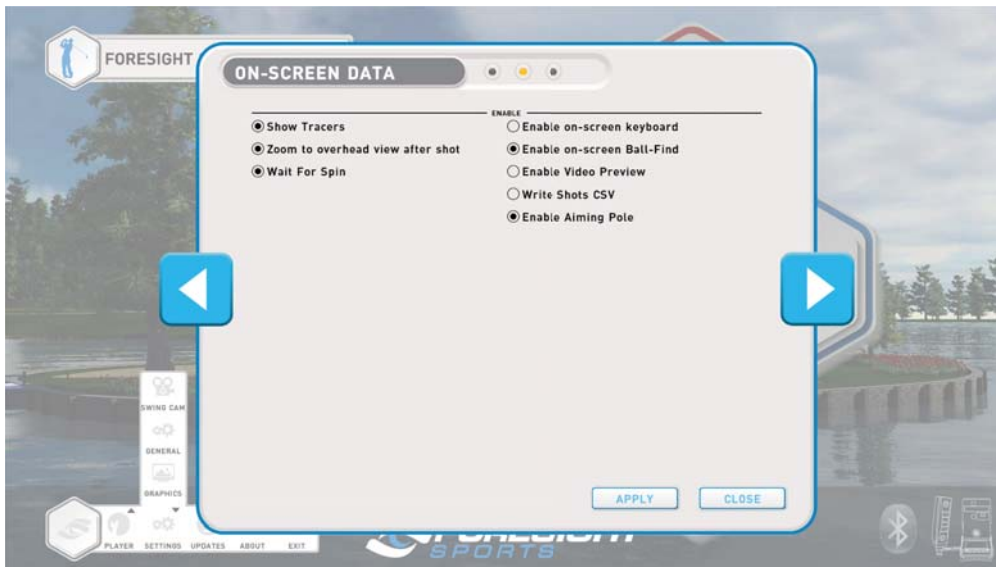 FORESIGHT
ON-SCREEN DATA
ENABLE
Show Tracers
Zoom to overhead view after shot
Wait For Spin
Enable on-screen keyboard
Enable on-screen Ball-Find
Enable Video Preview
Write Shots CSV
Enable Aiming Pole
SWING CAM
GENERAL
GRAPHICS
APPLY
CLOSE
PLAYER
SETTINGS
UPDATES
ABOUT
EXIT
FORESIGHT
SPORTS